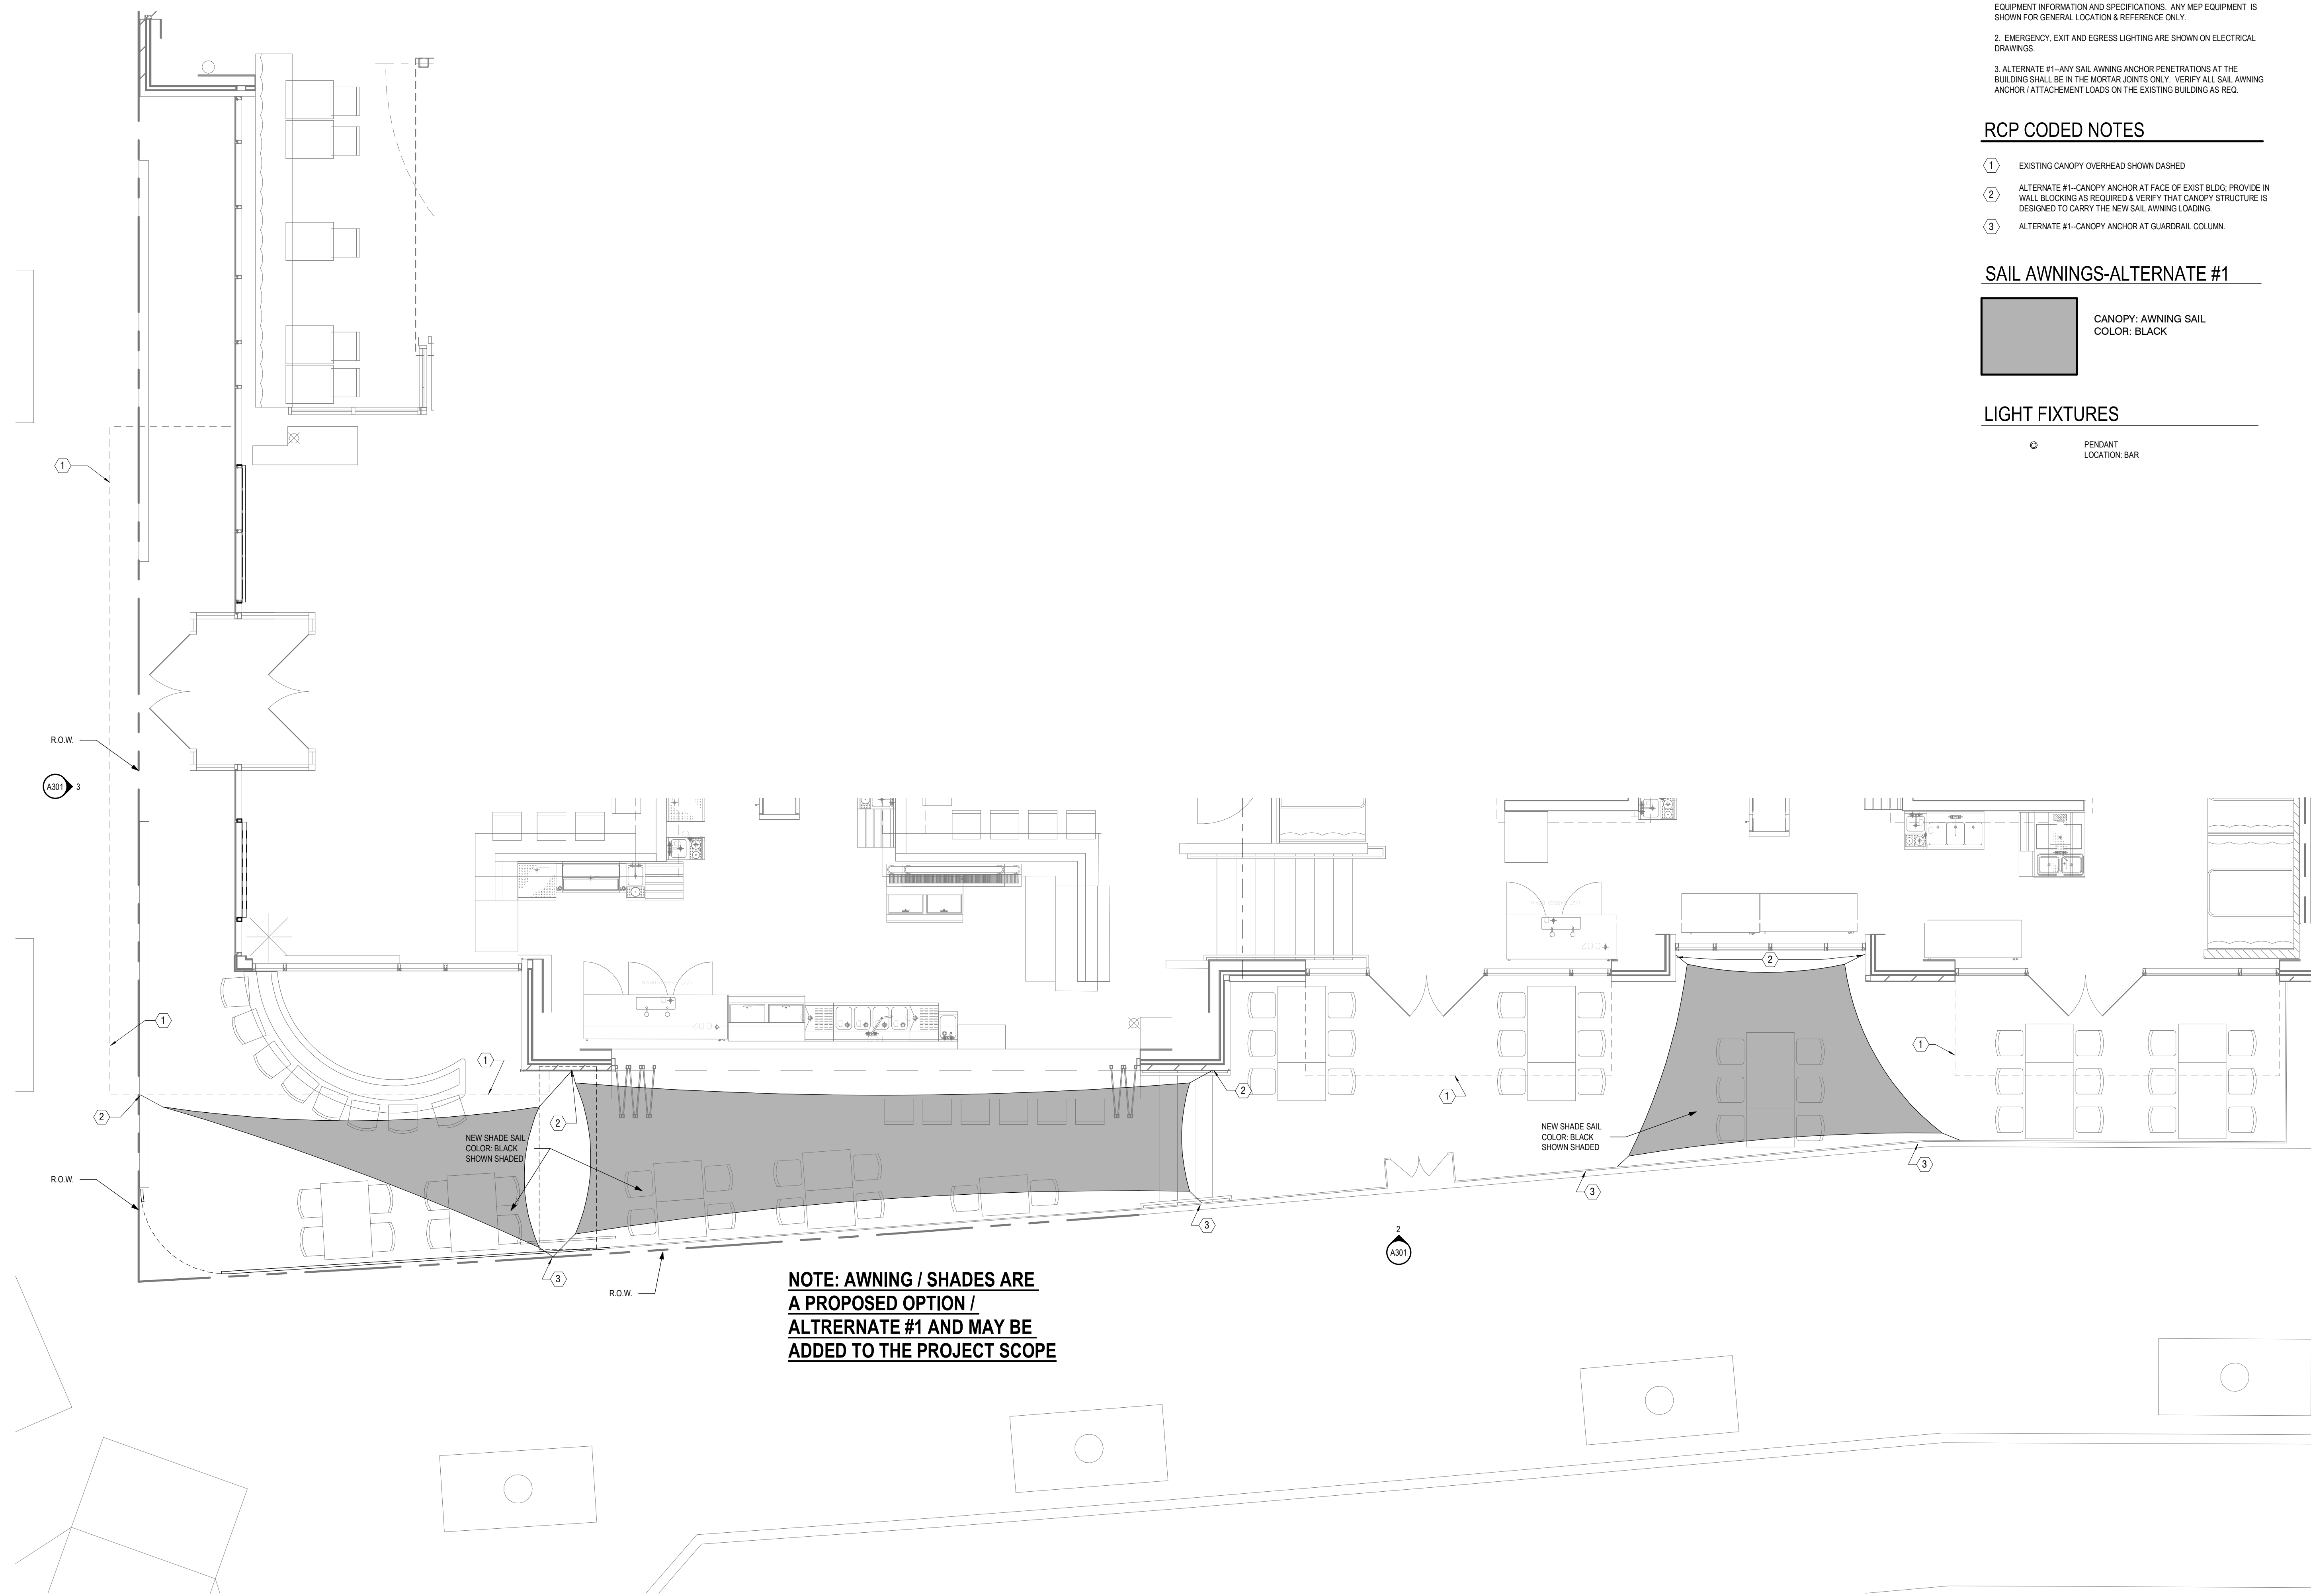 EQUIPMENT INFORMATION AND SPECIFICATIONS.  ANY MEP EQUIPMENT  IS
SHOWN FOR GENERAL LOCATION & REFERENCE ONLY.
2.  EMERGENCY, EXIT AND EGRESS LIGHTING ARE SHOWN ON ELECTRICAL
DRAWINGS.
3. ALTERNATE #1--ANY SAIL AWNING ANCHOR PENETRATIONS AT THE
BUILDING SHALL BE IN THE MORTAR JOINTS ONLY.  VERIFY ALL SAIL AWNING
ANCHOR / ATTACHEMENT LOADS ON THE EXISTING BUILDING AS REQ.
RCP CODED NOTES
1 EXISTING CANOPY OVERHEAD SHOWN DASHED
2 ALTERNATE #1--CANOPY ANCHOR AT FACE OF EXIST BLDG; PROVIDE IN
WALL BLOCKING AS REQUIRED & VERIFY THAT CANOPY STRUCTURE IS
DESIGNED TO CARRY THE NEW SAIL AWNING LOADING.
3 ALTERNATE #1--CANOPY ANCHOR AT GUARDRAIL COLUMN.
SAIL AWNINGS-ALTERNATE #1
CANOPY: AWNING SAIL
COLOR: BLACK
LIGHT FIXTURES
PENDANT
LOCATION: BAR
1
R.O.W.
A301 3
2
1
1
1
2
2
1
2
1
NEW SHADE SAIL
COLOR: BLACK
SHOWN SHADED
NEW SHADE SAIL
COLOR: BLACK
SHOWN SHADED
3
R.O.W.
3
3
2
A301
3
R.O.W.
NOTE: AWNING / SHADES ARE
A PROPOSED OPTION /
ALTRERNATE #1 AND MAY BE
ADDED TO THE PROJECT SCOPE